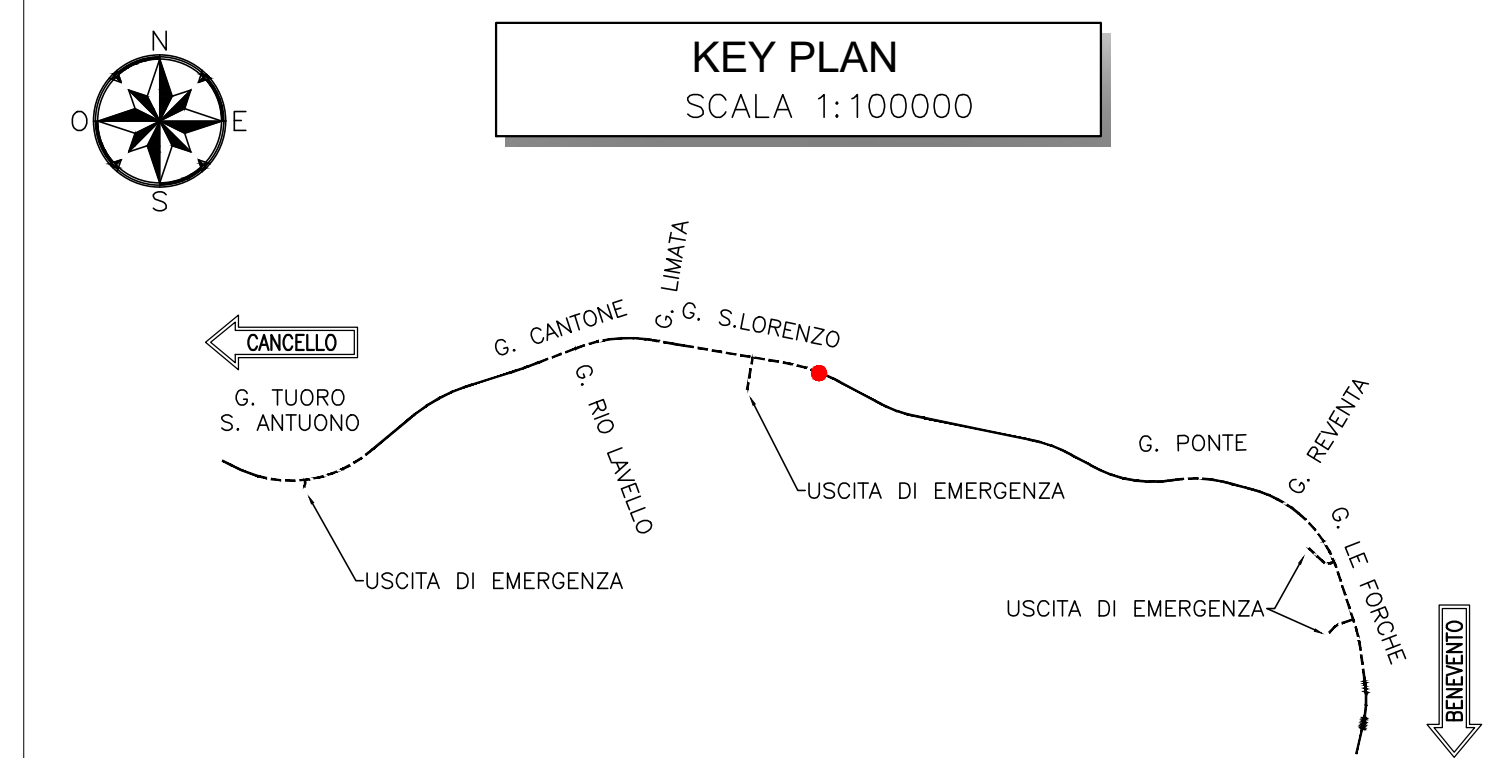 N
O
E
S
KEY PLAN
SCALA 1:100000
CANCELLO
G. TUORO
S. ANTUONO
G. CANTONE
G. RIO LAVELLO
G. LIMATA
G. S.LORENZO
USCITA DI EMERGENZA
USCITA DI EMERGENZA
G. PONTE
G. REVENTA
G. LE FORCHE
USCITA DI EMERGENZA
BENEVENTO